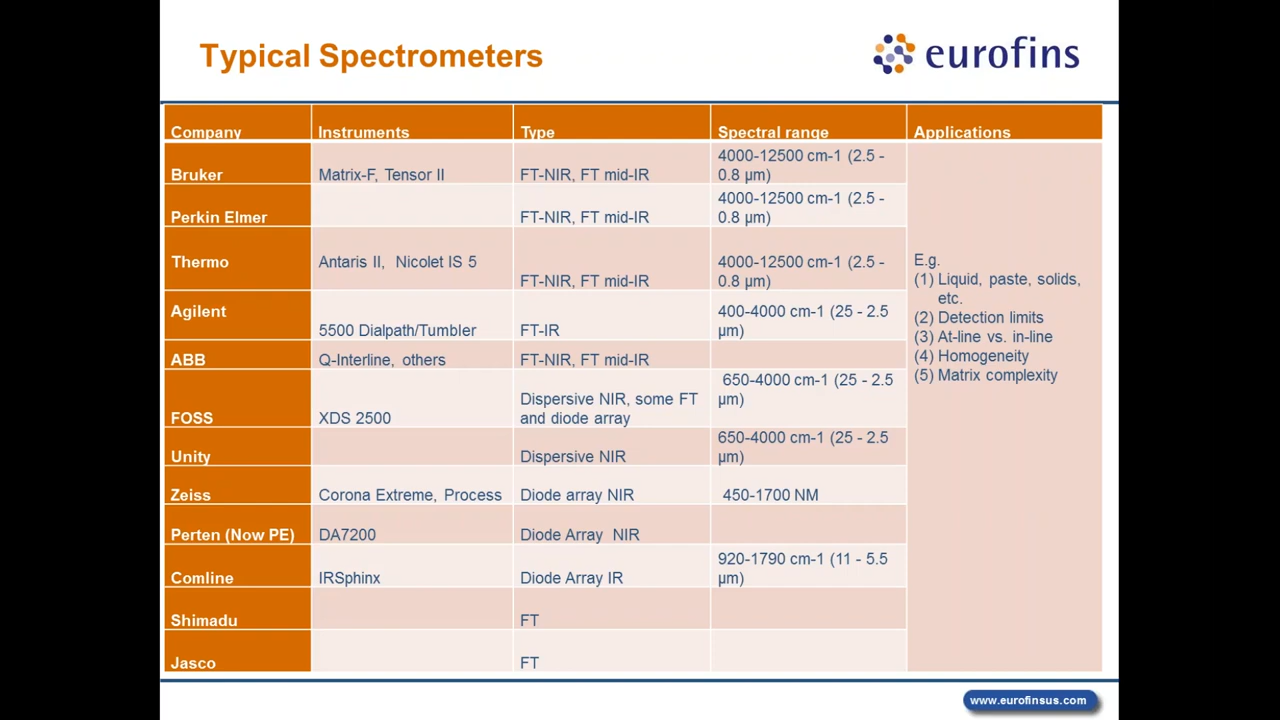 Typical Spectrometers
eurofins
Company Instruments Type Spectral range Applications
Bruker Matrix-F, Tensor II FT-NIR, FT mid-IR 4000-12500 cm-1 (2.5 -
0.8 µm)
Perkin Elmer FT-NIR, FT mid-IR 4000-12500 cm-1 (2.5 -
0.8 µm)
Thermo Antaris II, Nicolet IS 5 FT-NIR, FT mid-IR 4000-12500 cm-1 (2.5 -
0.8 µm)
Agilent 5500 Dialpath/Tumbler FT-IR 400-4000 cm-1 (25 - 2.5
µm)
ABB Q-Interline, others FT-NIR, FT mid-IR
FOSS XDS 2500 Dispersive NIR, some FT
and diode array
650-4000 cm-1 (25 - 2.5
µm)
Unity Dispersive NIR 650-4000 cm-1 (25 - 2.5
µm)
Zeiss Corona Extreme, Process Diode array NIR 450-1700 NM
Perten (Now PE) DA7200 Diode Array NIR
Comline IRSphinx Diode Array IR 920-1790 cm-1 (11 - 5.5
µm)
Shimadu FT
Jasco FT
E.g.
(1) Liquid, paste, solids,
etc.
(2) Detection limits
(3) At-line vs. in-line
(4) Homogeneity
(5) Matrix complexity
www.eurofinsus.com